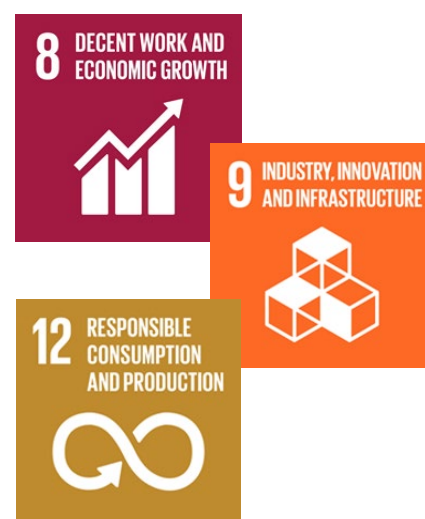 8 DECENT WORK AND
ECONOMIC GROWTH
9 INDUSTRY, INNOVATION
AND INFRASTRUCTURE
12 RESPONSIBLE
CONSUMPTION
AND PRODUCTION